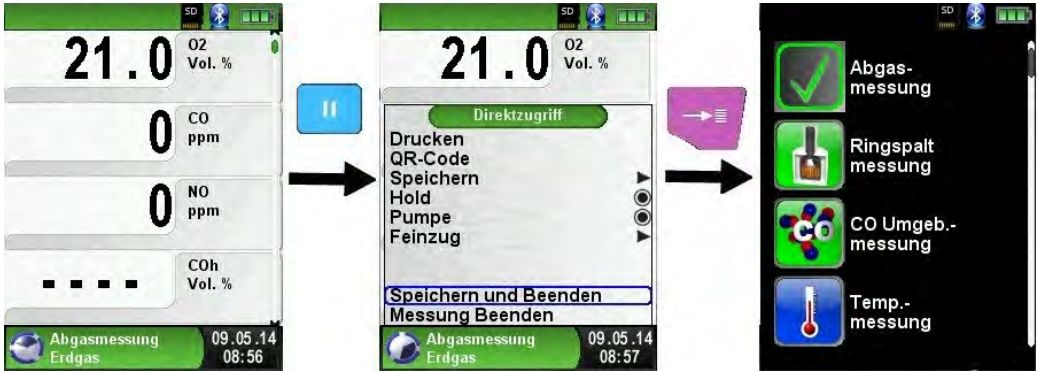 SD
21.0 O2
Vol. %
0 CO
ppm
0 NO
ppm
---- COh
Vol. %
Abgasmessung
Erdgas
09.05.14
08:56
SD
21.0 O2
Vol. %
Direktzugriff
Drucken
QR-Code
Speichern
Hold
Pumpe
Feinzug
Speichern und Beenden
Messung Beenden
Abgasmessung
Erdgas
09.05.14
08:57
SD
Abgas-
messung
Ringspalt
messung
CO
CO Umgeb.-
messung
Temp.-
messung